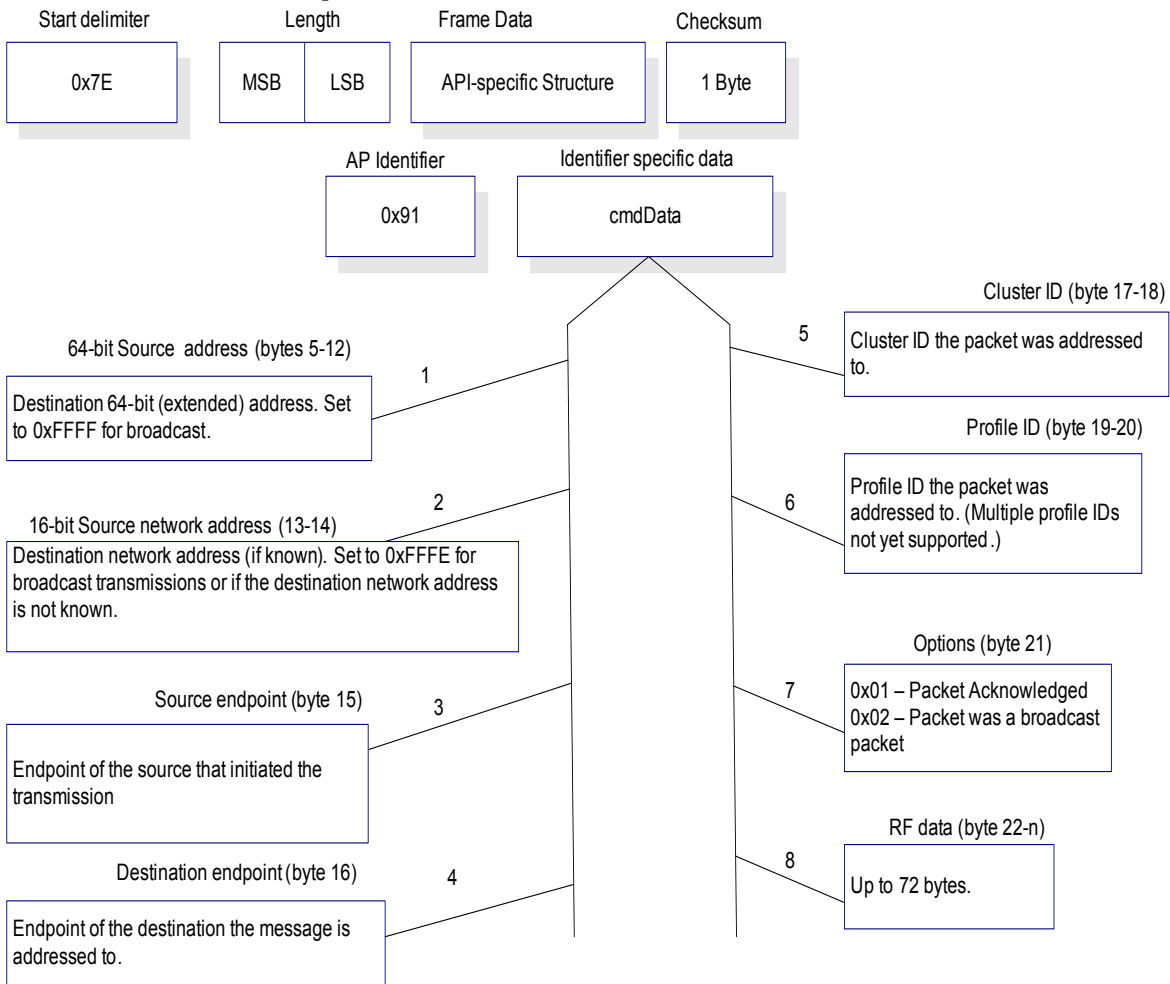 Start delimiter
Length
Frame Data
Checksum
0x7E
MSB
LSB
API-specific Structure
1 Byte
AP Identifier
Identifier specific data
0x91
cmdData
64-bit Source address (bytes 5-12)
1
Destination 64-bit (extended) address. Set
to 0xFFFF for broadcast.
16-bit Source network address (13-14)
2
Destination network address (if known). Set to 0xFFFE for
broadcast transmissions or if the destination network address
is not known.
Source endpoint (byte 15)
3
Endpoint of the source that initiated the
transmission
Destination endpoint (byte 16)
4
Endpoint of the destination the message is
addressed to.
Cluster ID (byte 17-18)
5
Cluster ID the packet was addressed
to.
Profile ID (byte 19-20)
6
Profile ID the packet was
addressed to. (Multiple profile IDs
not yet supported.)
Options (byte 21)
7
0x01 – Packet Acknowledged
0x02 – Packet was a broadcast
packet
RF data (byte 22-n)
8
Up to 72 bytes.